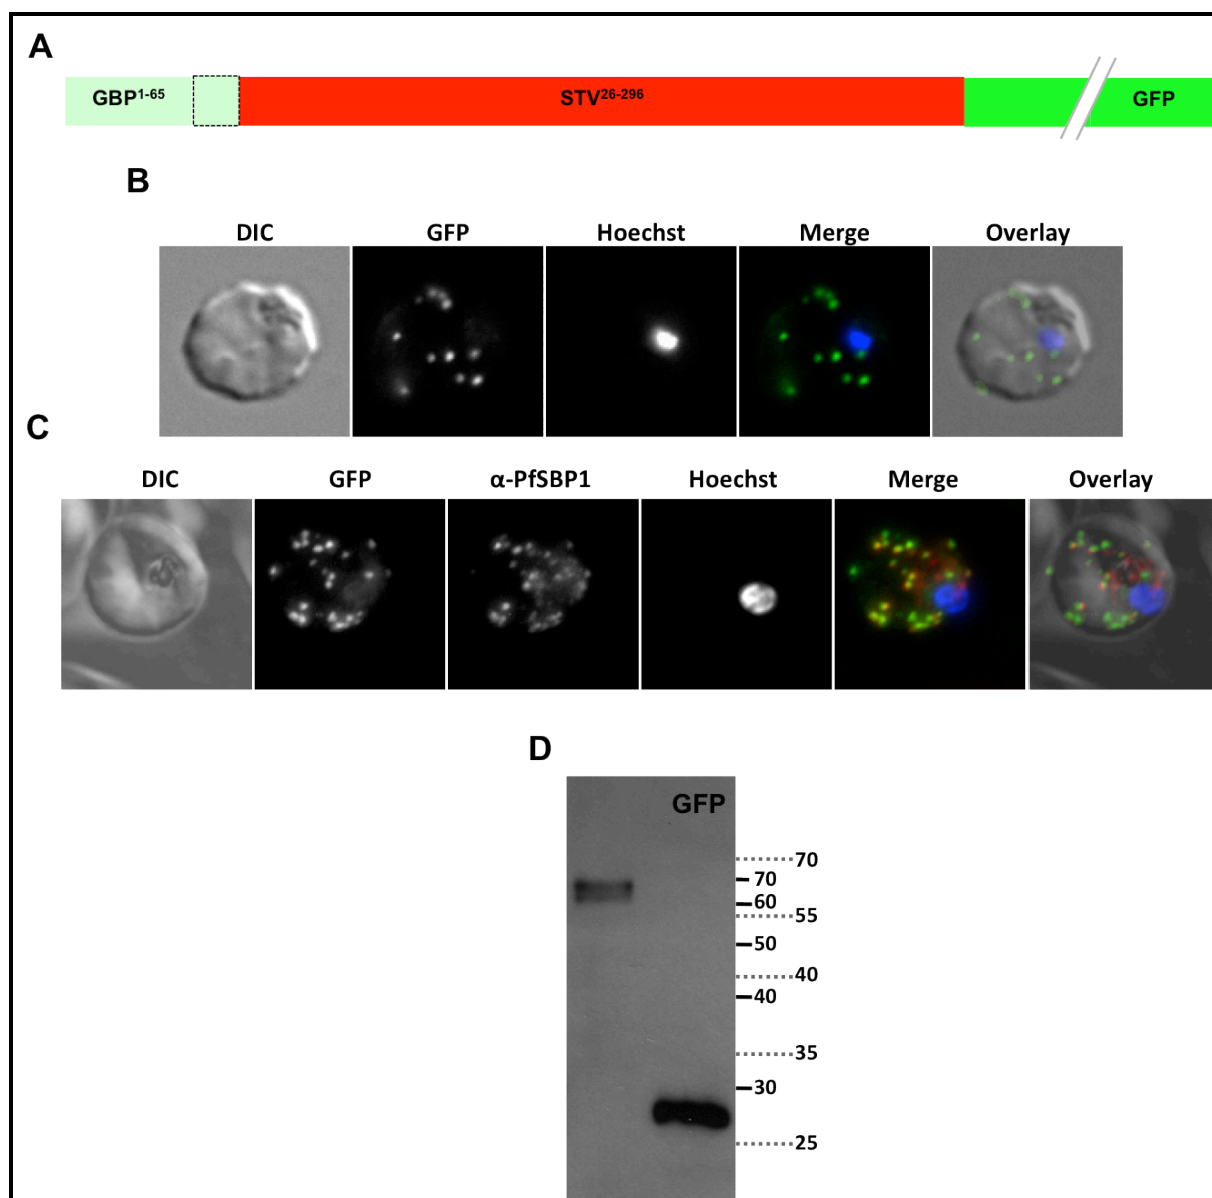 A
GBP1-65 STV26-296 GFP
B
DIC GFP Hoechst Merge Overlay
C
DIC GFP α-PfSBP1 Hoechst Merge Overlay
D
GFP
70
70
60
55
50
40
40
35
30
25